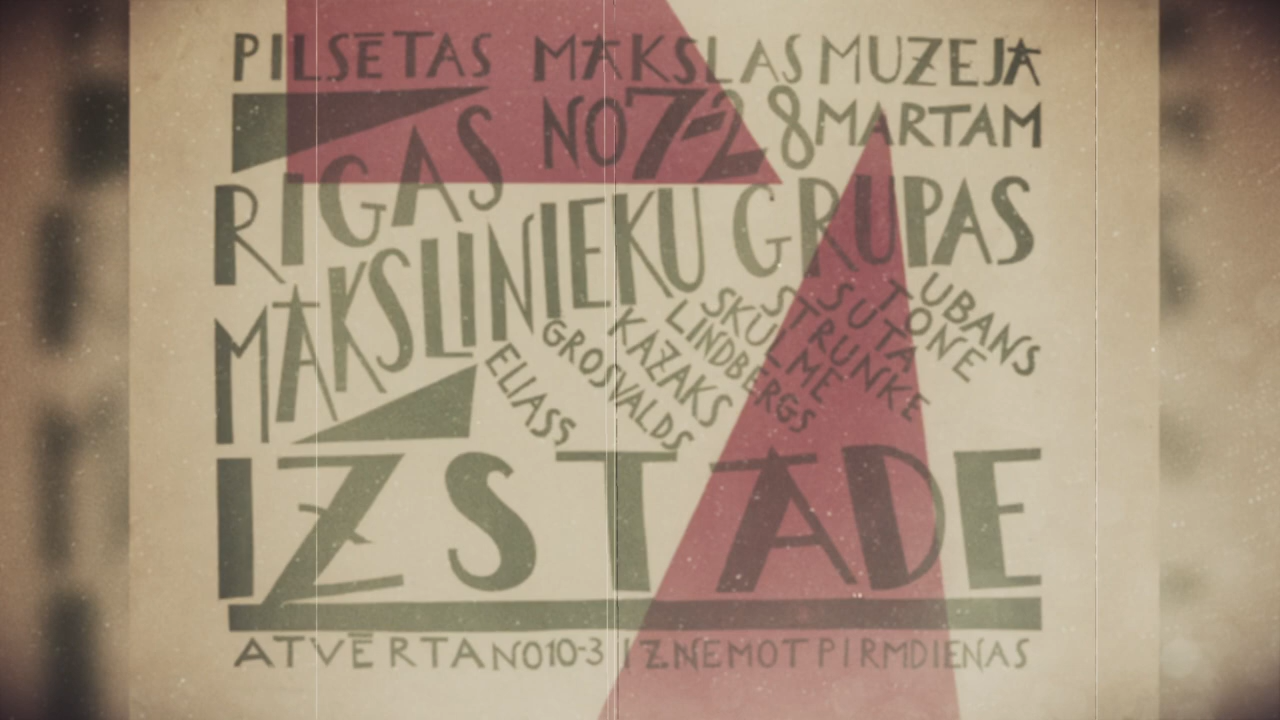 PILSĒTAS MĀKSLAS MUZEJĀ
NO 7-28 MARTAM
RĪGAS
MĀKSLINIEKU GRUPAS
ELIASS
GROSVALDS
KAZAKS
LINDBERGS
SKULME
STRUNKE
SUTA
TONE
UBANS
IZSTĀDE
ATVĒRTA NO 10-3 IZŅEMOT PIRMDIENAS